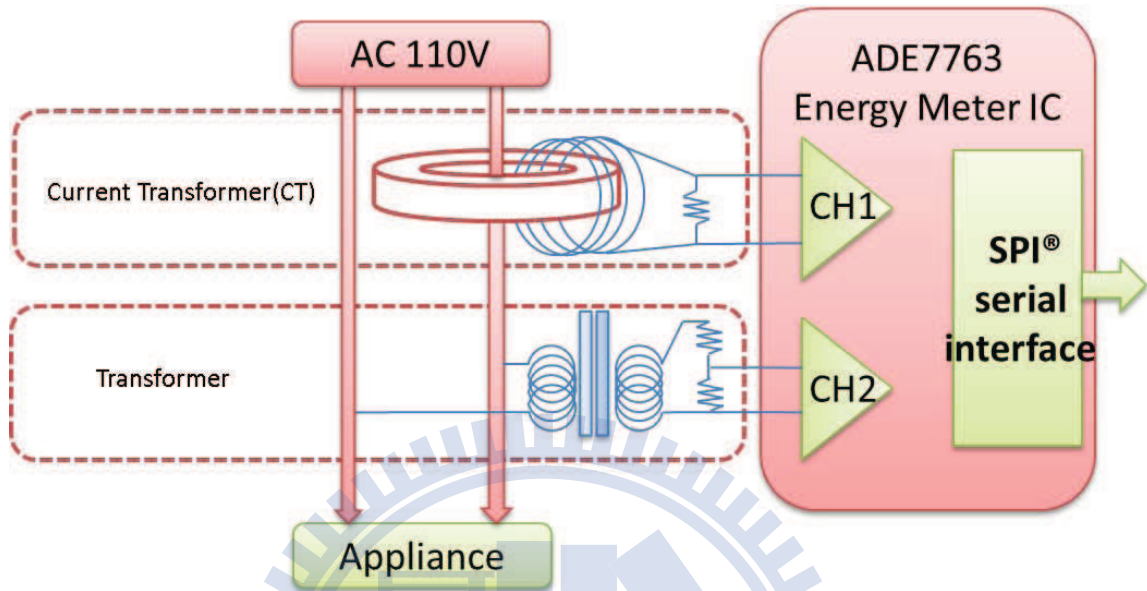 AC 110V
ADE7763
Energy Meter IC
Current Transformer(CT)
CH1
SPI®
serial
interface
Transformer
CH2
Appliance